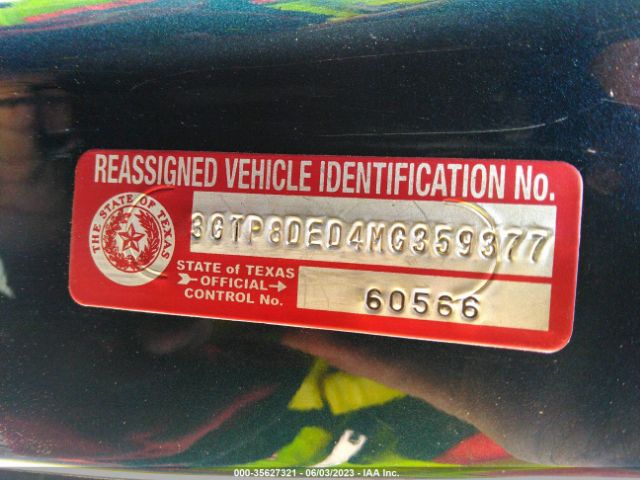 REASSIGNED VEHICLE IDENTIFICATION No.
THE STATE OF TEXAS
3GTP8DED4MG359377
STATE of TEXAS
OFFICIAL
CONTROL No.
60566
000-35627321 - 06/03/2023 - IAA Inc.